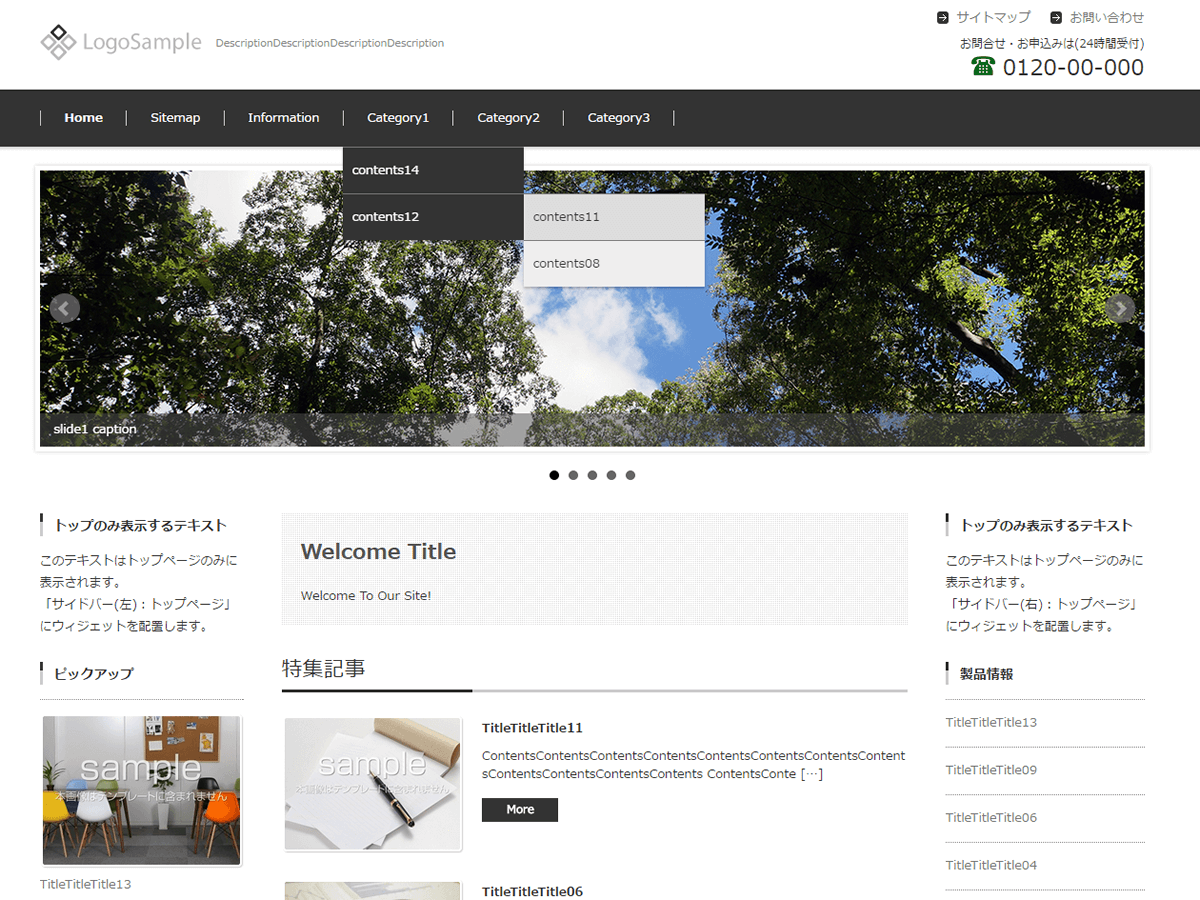 サイトマップ お問い合わせ
LogoSample DescriptionDescriptionDescriptionDescription
お問合せ・お申込みは(24時間受付)
0120-00-000
Home Sitemap Information Category1 Category2 Category3
contents14
contents12
contents11
contents08
slide1 caption
トップのみ表示するテキスト
このテキストはトップページのみに
表示されます。
「サイドバー(左)：トップページ」
にウィジェットを配置します。
ピックアップ
sample
本画像はテンプレートに含まれません
TitleTitleTitle13
Welcome Title
Welcome To Our Site!
特集記事
sample
本画像はテンプレートに含まれません
TitleTitleTitle11
ContentsContentsContentsContentsContentsContentsContentsContent
sContentsContentsContentsContents ContentsConte […]
More
TitleTitleTitle06
トップのみ表示するテキスト
このテキストはトップページのみに
表示されます。
「サイドバー(右)：トップページ」
にウィジェットを配置します。
製品情報
TitleTitleTitle13
TitleTitleTitle09
TitleTitleTitle06
TitleTitleTitle04